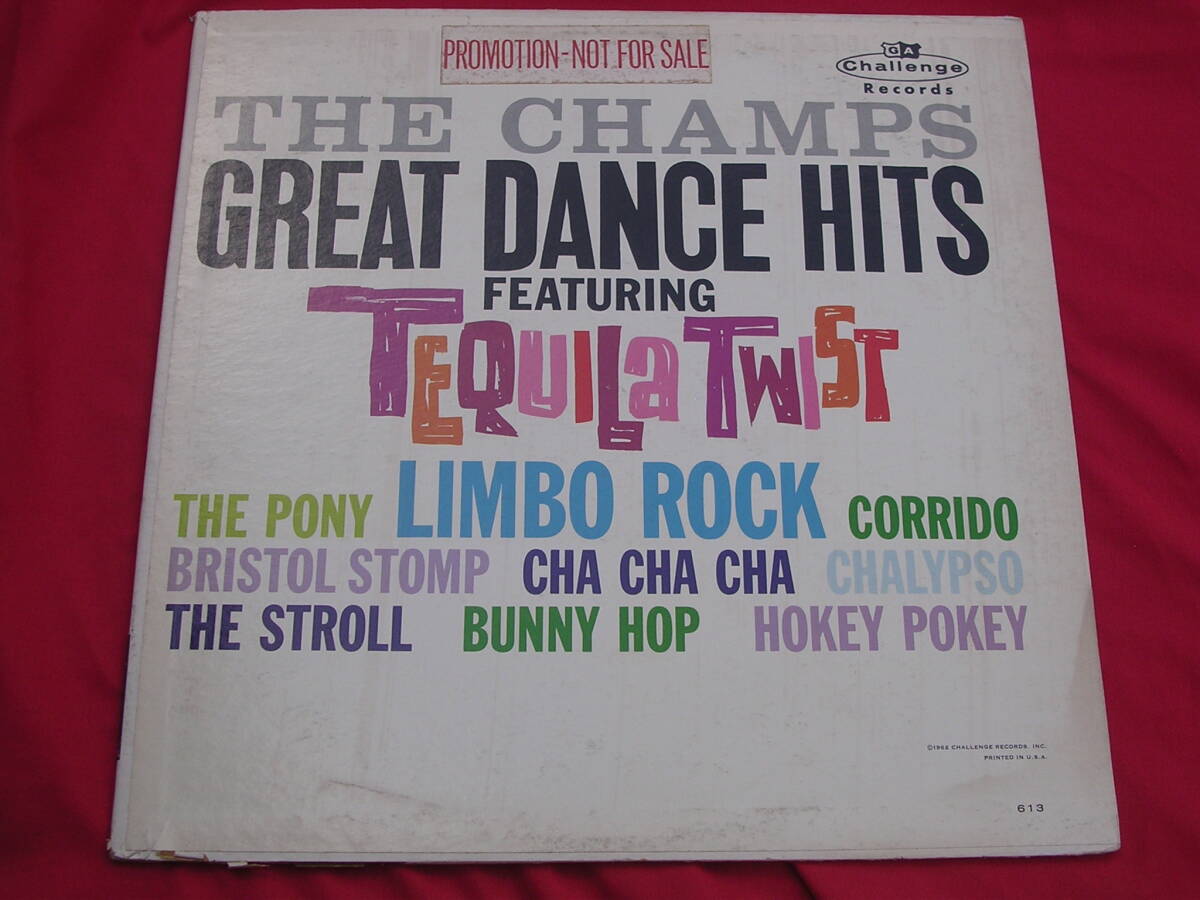 PROMOTION-NOT FOR SALE
GA
Challenge
Records
THE CHAMPS
GREAT DANCE HITS
FEATURING
TEQUILa TWIST
THE PONY LIMBO ROCK CORRIDO
BRISTOL STOMP CHA CHA CHA CHALYPSO
THE STROLL BUNNY HOP HOKEY POKEY
©1962 CHALLENGE RECORDS, INC.
PRINTED IN U.S.A.
613